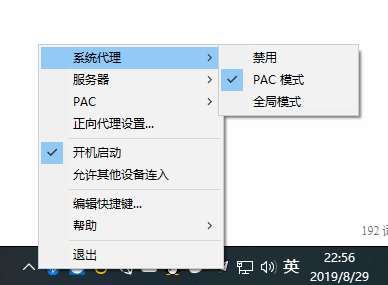 系统代理
禁用
服务器
PAC 模式
PAC
全局模式
正向代理设置...
开机启动
允许其他设备连入
编辑快捷键...
帮助
192
退出
英
22:56
2019/8/29